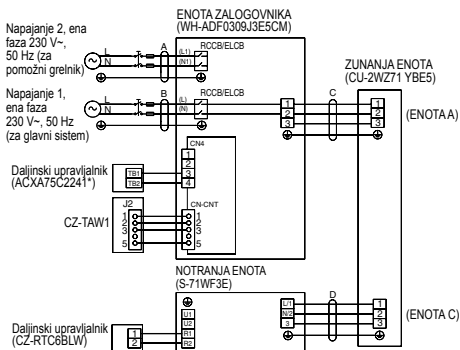 ENOTA ZALOGOVNIKA
(WH-ADF0309J3E5CM)
Napajanje 2, ena
faza 230 V~,
50 Hz (za
pomožni grelnik)
L
N
A
(L1)
(N1)
RCCB/ELCB
ZUNANJA ENOTA
(CU-2WZ71 YBE5)
Napajanje 1,
ena faza
230 V~, 50 Hz
(za glavni sistem)
L
N
B
(L)
(N)
RCCB/ELCB
1
2
3
C
1
2
3
(ENOTA A)
CN4
1
2
3
4
Daljinski upravljalnik
(ACXA75C2241*)
TB1
TB2
J2
CZ-TAW1
1
2
3
5
CN-CNT
1
2
3
5
NOTRANJA ENOTA
(S-71WF3E)
U1
U2
R1
R2
L/1
N/2
3
D
1
2
3
(ENOTA C)
Daljinski upravljalnik
(CZ-RTC6BLW)
1
2